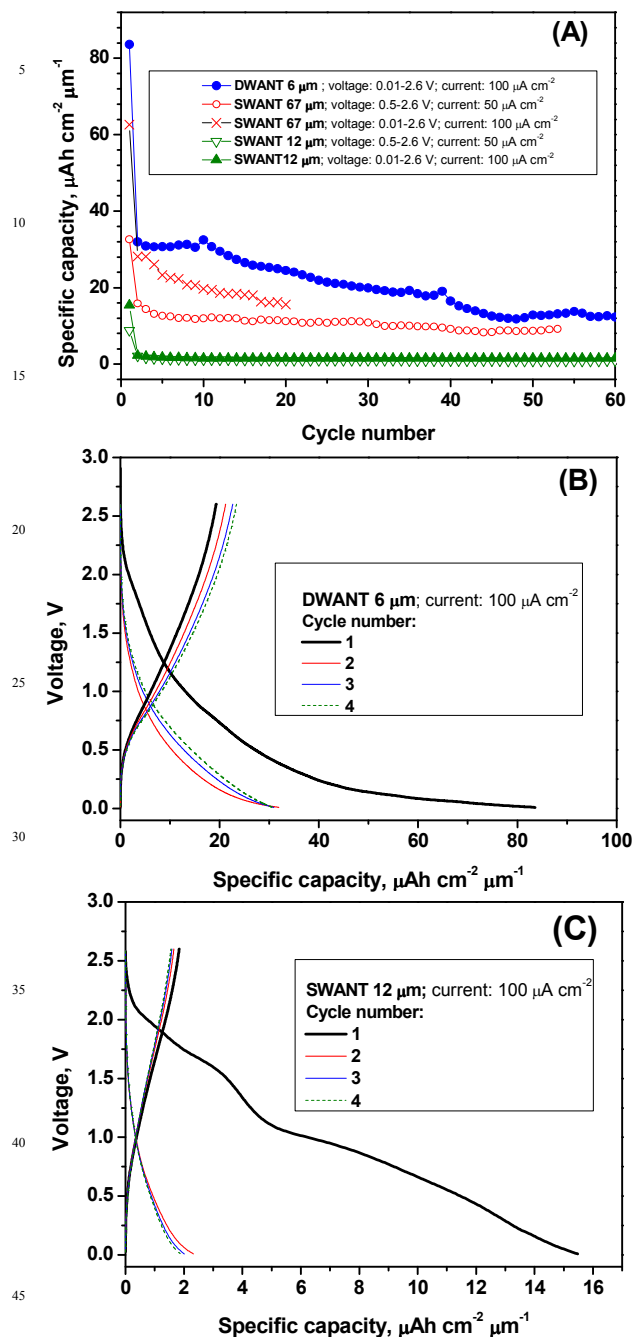 (A)
DWANT 6 μm ; voltage: 0.01-2.6 V; current: 100 μA cm-2
SWANT 67 μm; voltage: 0.5-2.6 V; current: 50 μA cm-2
SWANT 67 μm; voltage: 0.01-2.6 V; current: 100 μA cm-2
SWANT 12 μm; voltage: 0.5-2.6 V; current: 50 μA cm-2
SWANT12 μm; voltage: 0.01-2.6 V; current: 100 μA cm-2
Specific capacity, μAh cm-2 μm-1
80
60
40
20
0
0 10 20 30 40 50 60
Cycle number
5
10
15
(B)
DWANT 6 μm; current: 100 μA cm-2
Cycle number:
1
2
3
4
Voltage, V
3.0
2.5
2.0
1.5
1.0
0.5
0.0
0 20 40 60 80 100
Specific capacity, μAh cm-2 μm-1
20
25
30
(C)
SWANT 12 μm; current: 100 μA cm-2
Cycle number:
1
2
3
4
Voltage, V
3.0
2.5
2.0
1.5
1.0
0.5
0.0
0 2 4 6 8 10 12 14 16
Specific capacity, μAh cm-2 μm-1
35
40
45